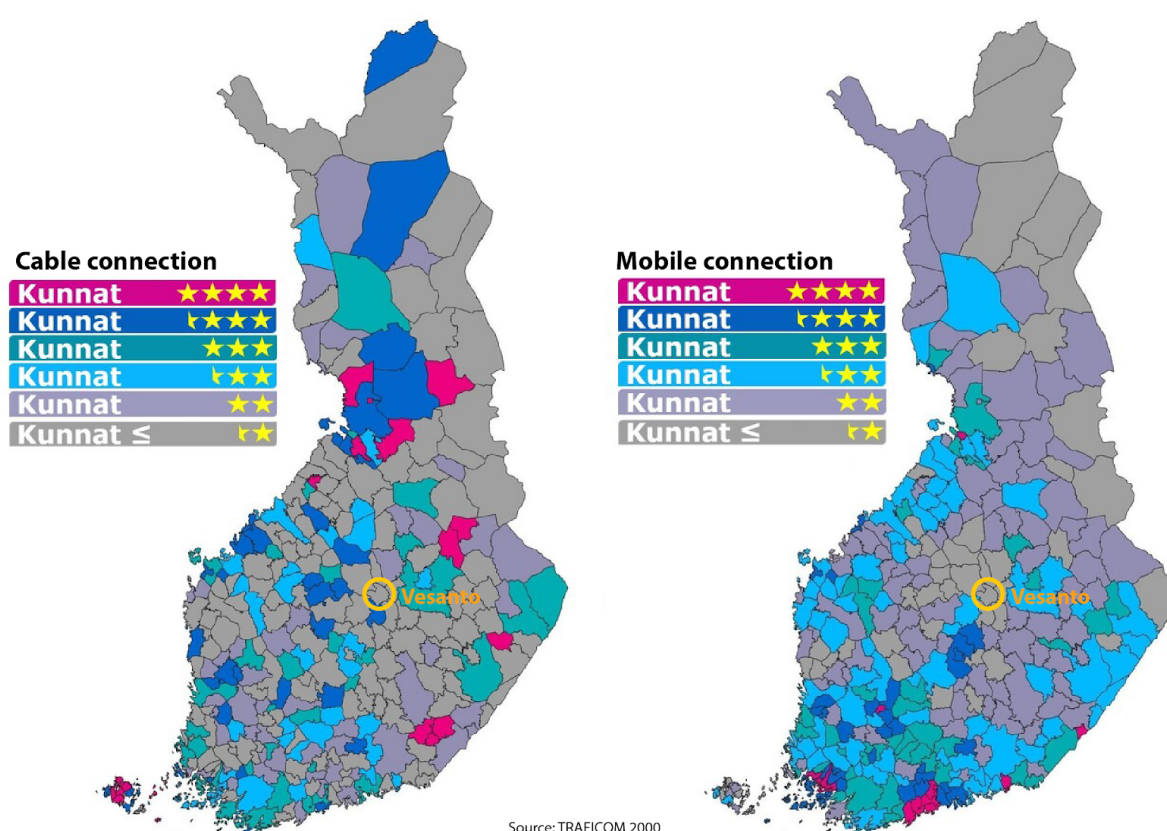 Cable connection
Kunnat ★★★★
Kunnat ⯨★★★
Kunnat ★★★
Kunnat ⯨★★
Kunnat ★★
Kunnat ≤ ⯨★
Vesanto
Mobile connection
Kunnat ★★★★
Kunnat ⯨★★★
Kunnat ★★★
Kunnat ⯨★★
Kunnat ★★
Kunnat ≤ ⯨★
Vesanto
Source: TRAFICOM 2000